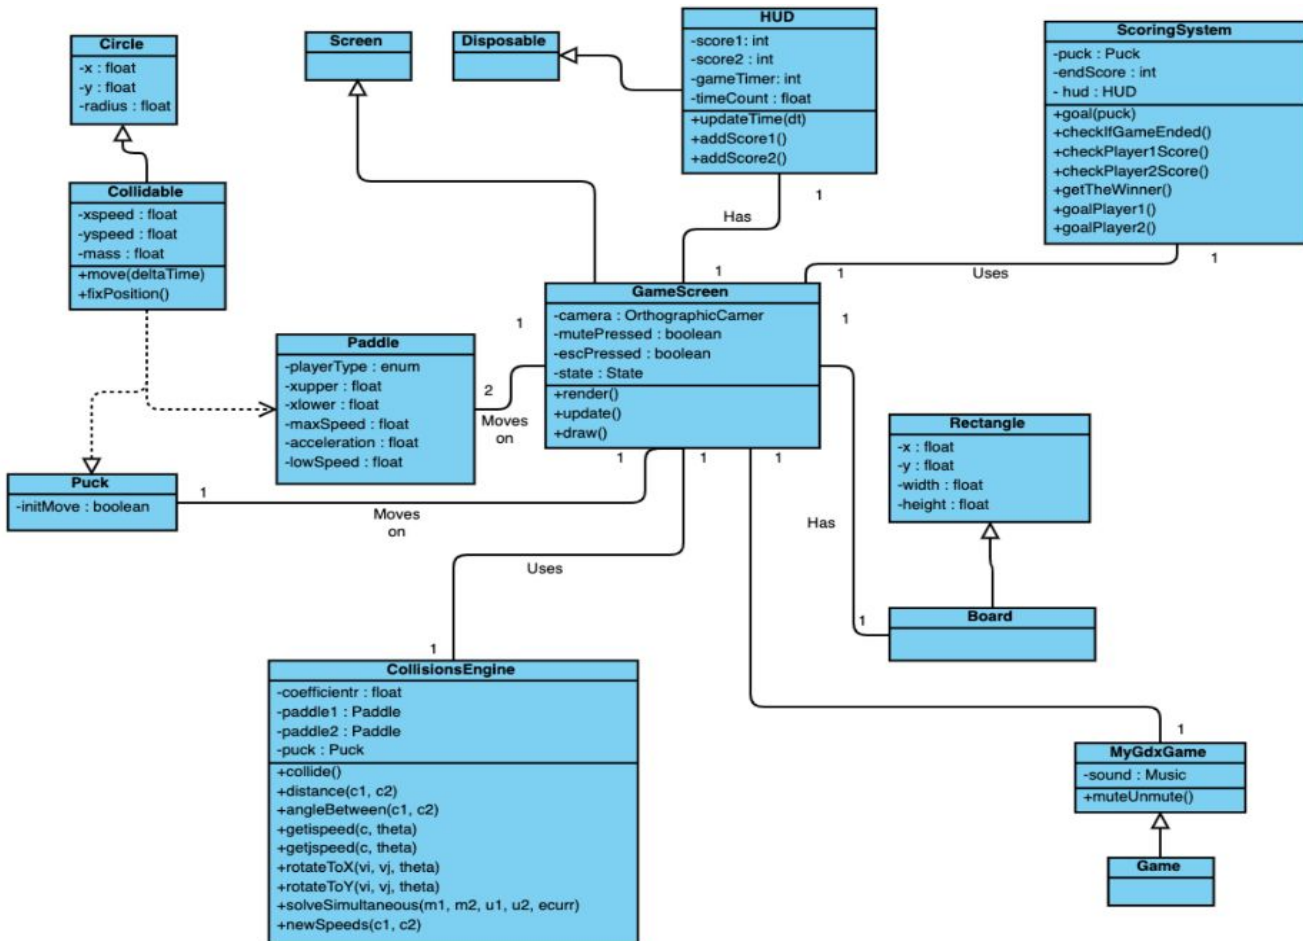 Circle
-x : float
-y : float
-radius : float
Screen
Disposable
HUD
-score1: int
-score2 : int
-gameTimer: int
-timeCount : float
+updateTime(dt)
+addScore1()
+addScore2()
ScoringSystem
-puck : Puck
-endScore : int
- hud : HUD
+goal(puck)
+checkIfGameEnded()
+checkPlayer1Score()
+checkPlayer2Score()
+getTheWinner()
+goalPlayer1()
+goalPlayer2()
Collidable
-xspeed : float
-yspeed : float
-mass : float
+move(deltaTime)
+fixPosition()
1
Has
1
1
Uses
1
GameScreen
-camera : OrthographicCamer
-mutePressed : boolean
-escPressed : boolean
-state : State
+render()
+update()
+draw()
1
1
Paddle
-playerType : enum
-xupper : float
-xlower : float
-maxSpeed : float
-acceleration : float
-lowSpeed : float
2
Moves
on
Rectangle
-x : float
-y : float
-width : float
-height : float
1
1
1
Puck
-initMove : boolean
1
Moves
on
Has
Uses
1
Board
1
CollisionsEngine
-coefficientr : float
-paddle1 : Paddle
-paddle2 : Paddle
-puck : Puck
+collide()
+distance(c1, c2)
+angleBetween(c1, c2)
+getispeed(c, theta)
+getjspeed(c, theta)
+rotateToX(vi, vj, theta)
+rotateToY(vi, vj, theta)
+solveSimultaneous(m1, m2, u1, u2, ecurr)
+newSpeeds(c1, c2)
1
MyGdxGame
-sound : Music
+muteUnmute()
Game